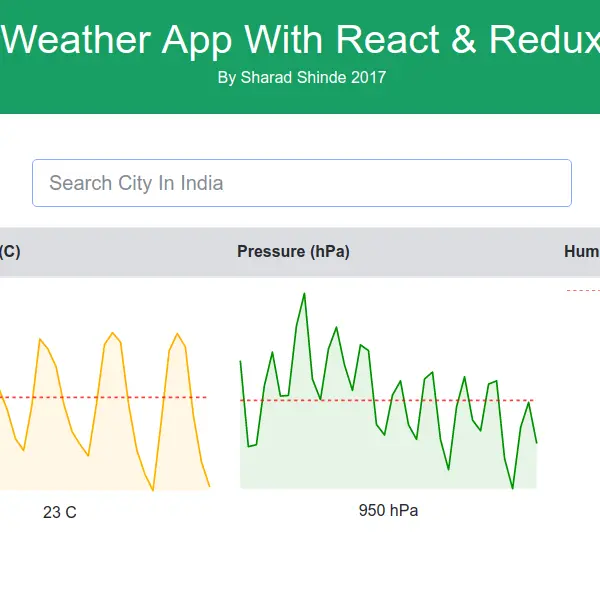 Weather App With React & Redux
By Sharad Shinde 2017
Search City In India
(C) Pressure (hPa) Hum
23 C 950 hPa